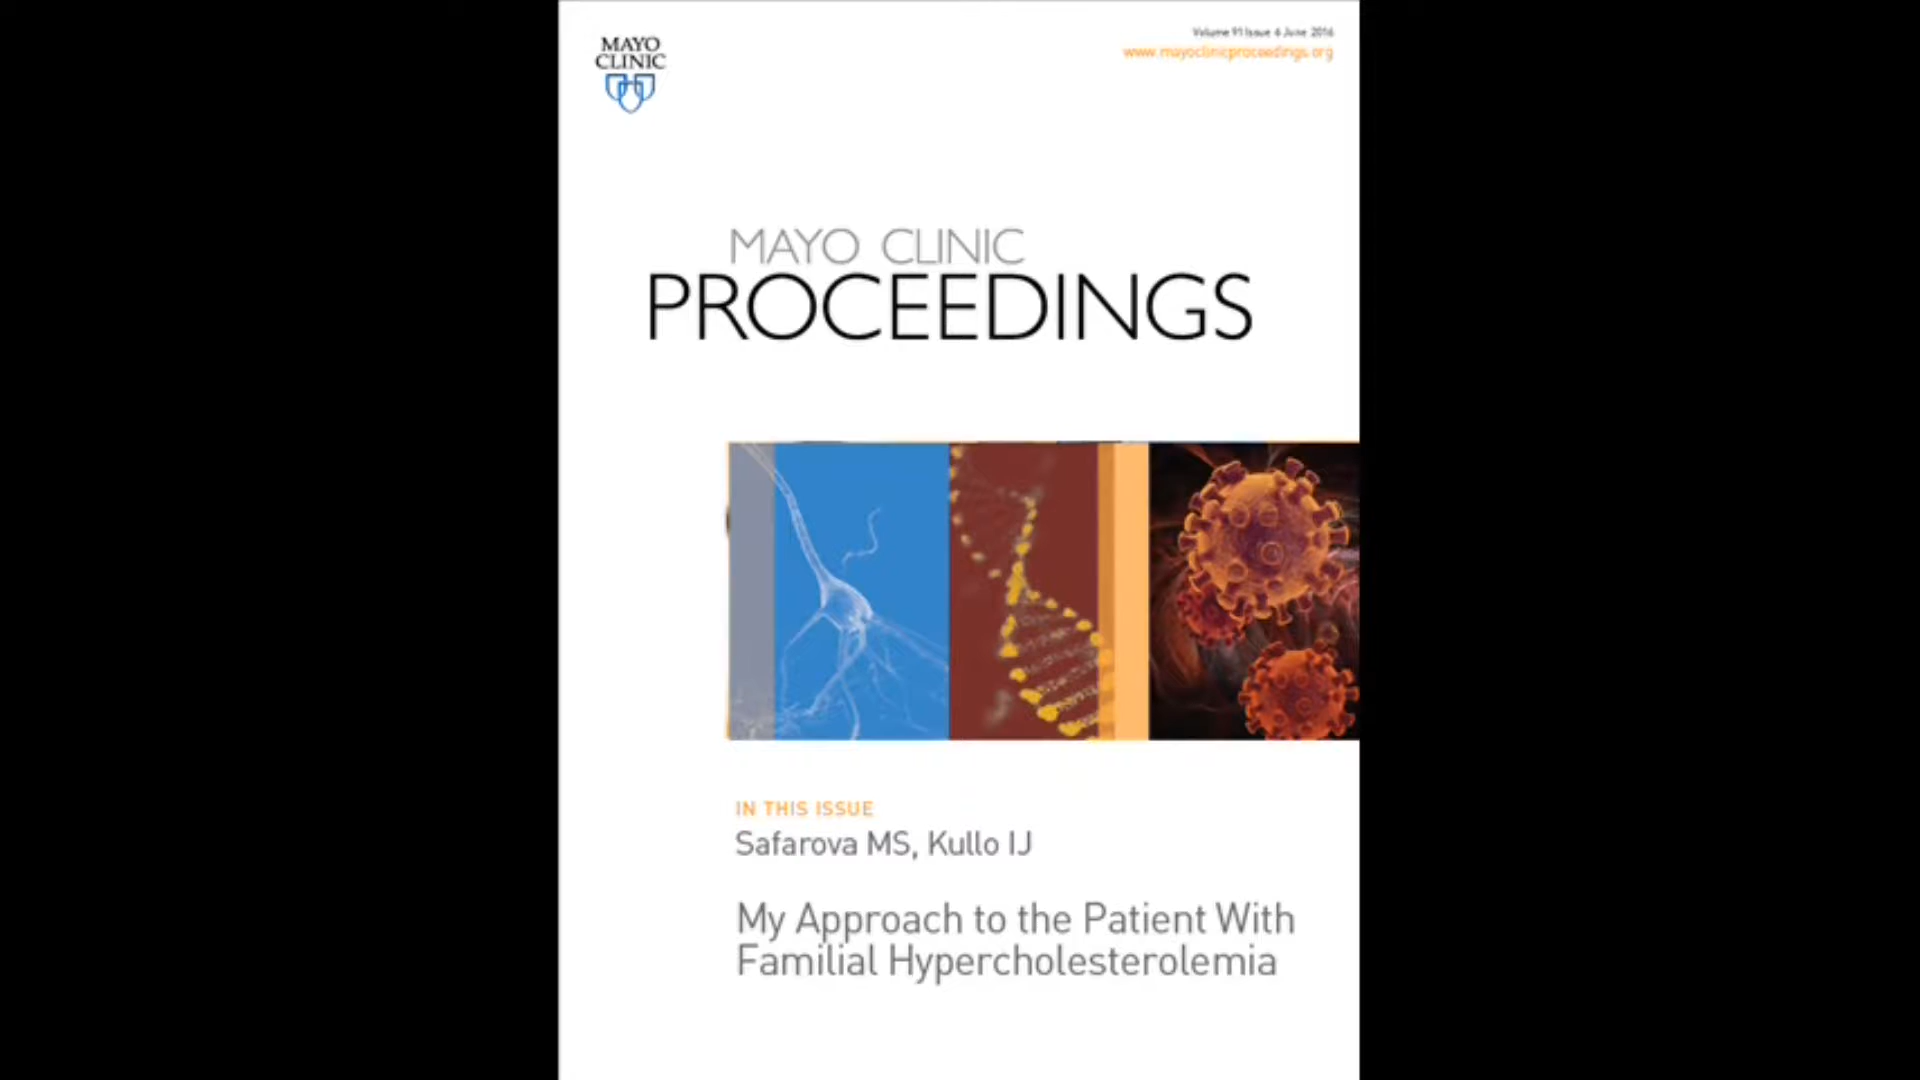 MAYO
CLINIC
Volume 91 Issue 6 June 2016
www.mayoclinicproceedings.org
MAYO CLINIC
PROCEEDINGS
IN THIS ISSUE
Safarova MS, Kullo IJ
My Approach to the Patient With
Familial Hypercholesterolemia